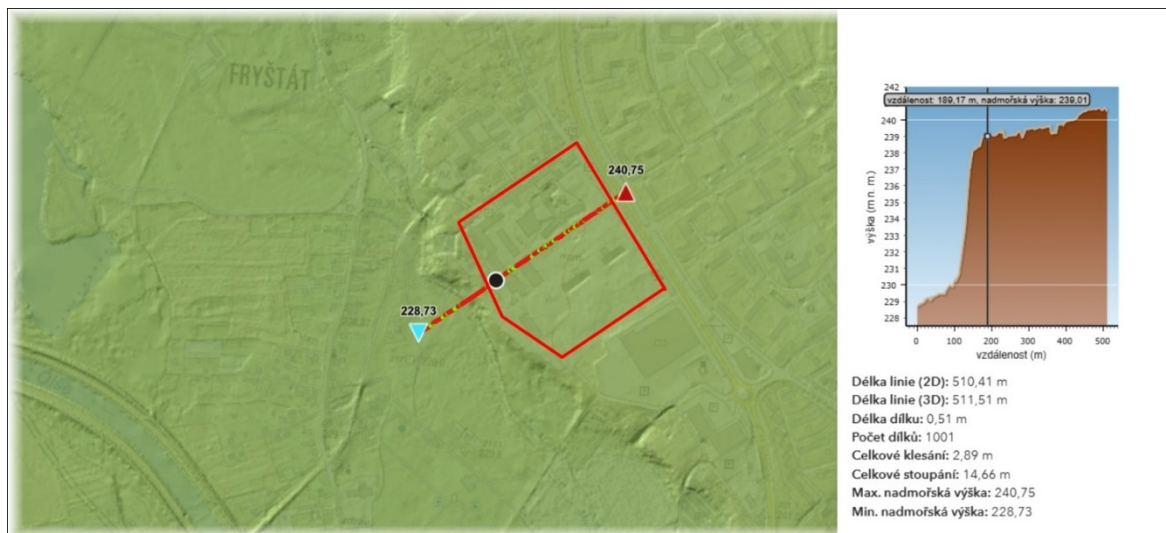 FRYŠTÁT
240,75
228,73
242
vzdálenost: 189,17 m, nadmořská výška: 239,01
240
239
237
236
235
233
232
231
230
229
228
výška (m n. m.)
0 100 200 300 400 500
vzdálenost (m)
Délka linie (2D): 510,41 m
Délka linie (3D): 511,51 m
Délka dílku: 0,51 m
Počet dílků: 1001
Celkové klesání: 2,89 m
Celkové stoupání: 14,66 m
Max. nadmořská výška: 240,75
Min. nadmořská výška: 228,73